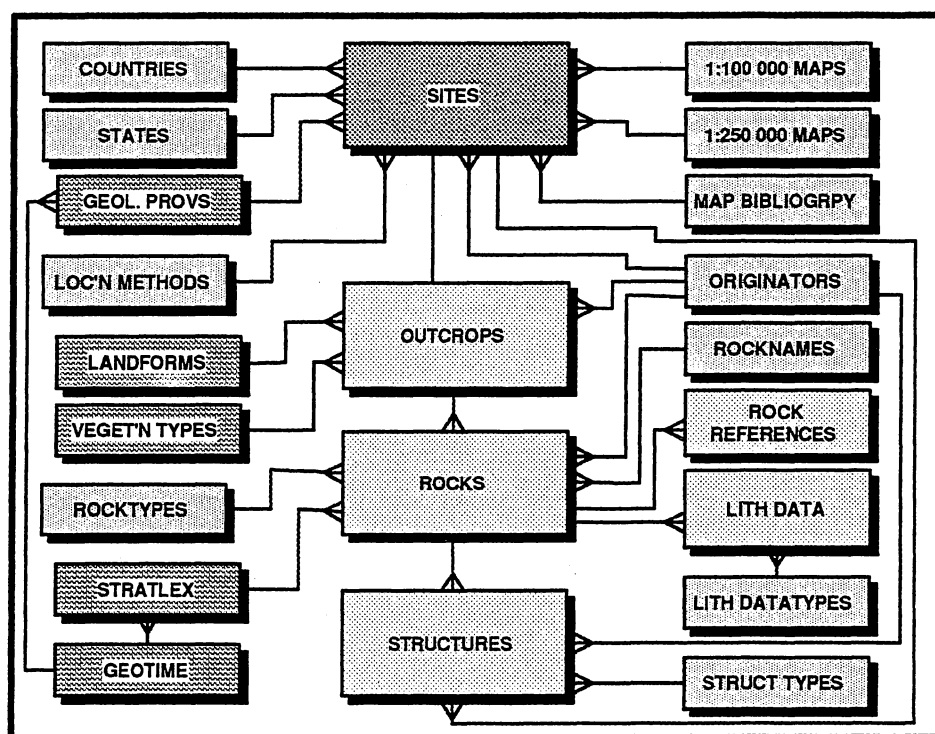 COUNTRIES
SITES
1:100 000 MAPS
STATES
1:250 000 MAPS
GEOL. PROVS
MAP BIBLIOGRPY
LOC'N METHODS
ORIGINATORS
OUTCROPS
LANDFORMS
ROCKNAMES
VEGET'N TYPES
ROCK
REFERENCES
ROCKS
ROCKTYPES
LITH DATA
STRATLEX
LITH DATATYPES
STRUCTURES
GEOTIME
STRUCT TYPES